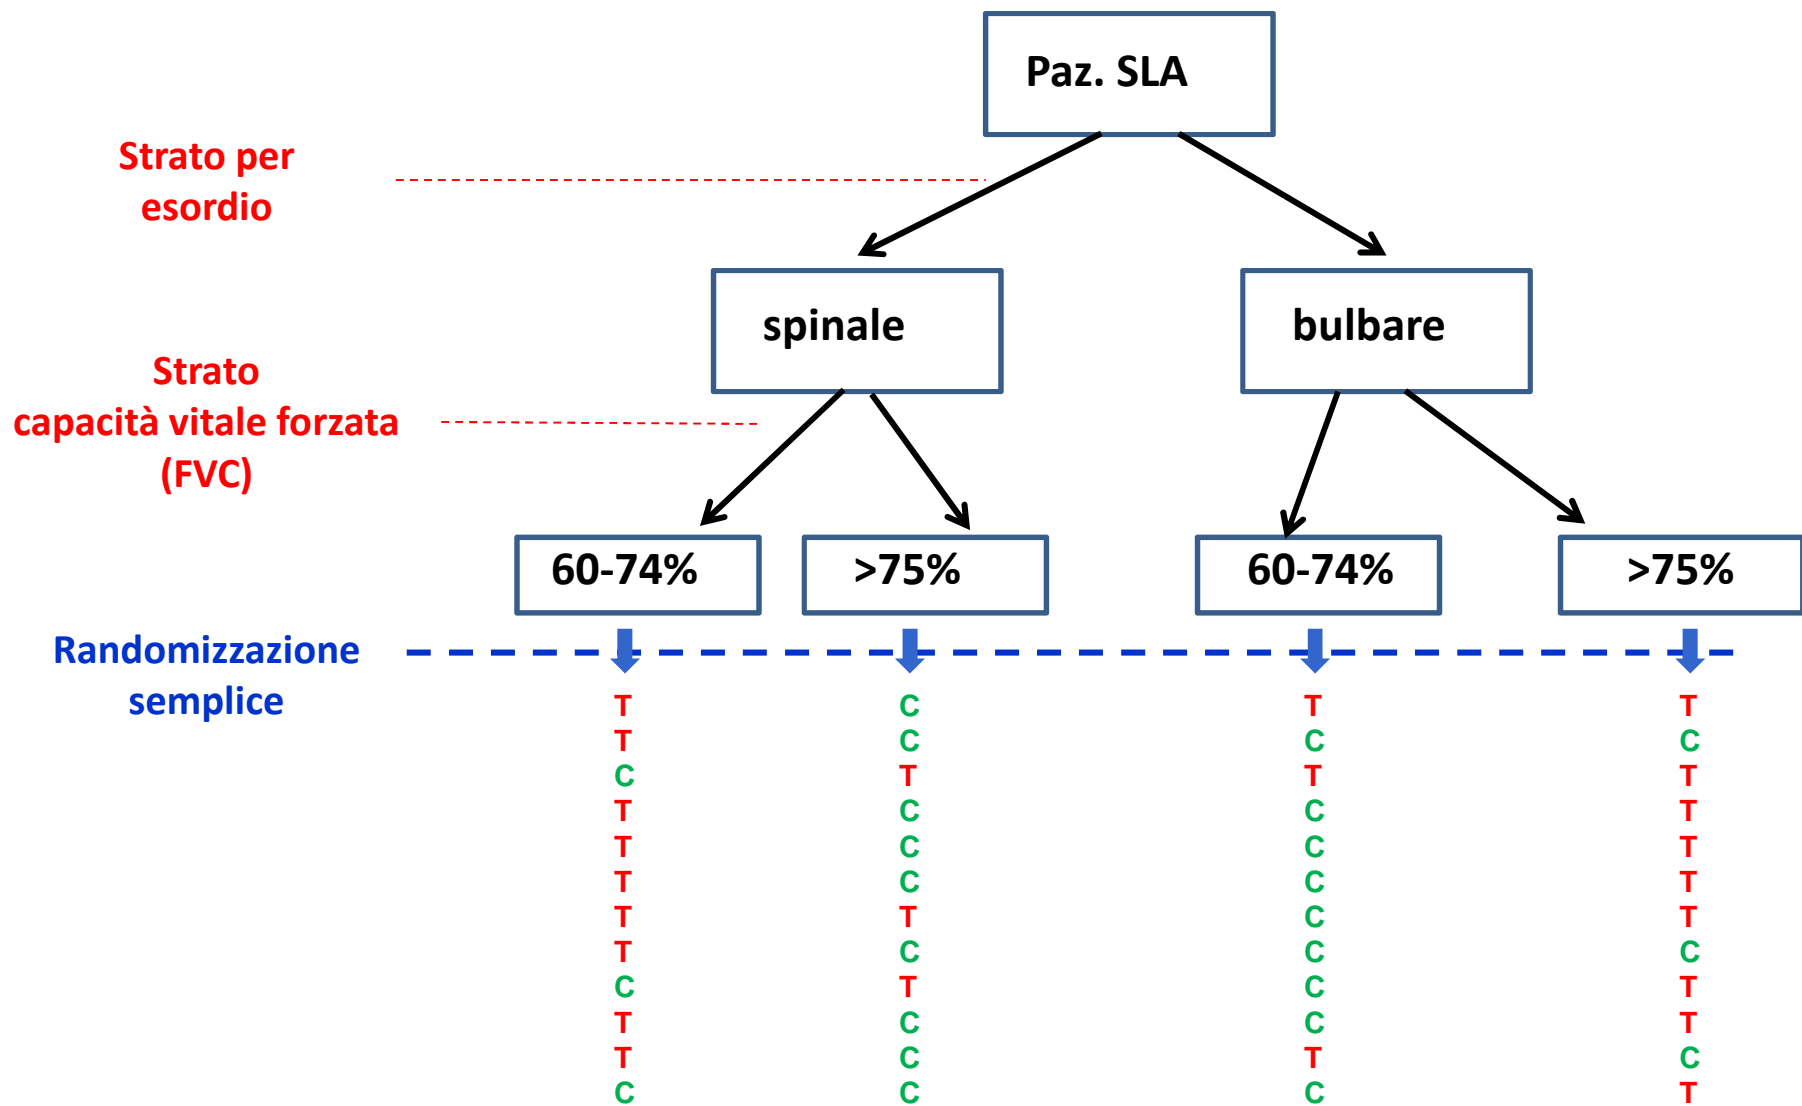 Paz. SLA
Strato per
esordio
spinale
bulbare
Strato
capacità vitale forzata
(FVC)
60-74%
>75%
60-74%
>75%
Randomizzazione
semplice
T C T T
T C C C
C T T T
T C C T
T C C T
T C C T
T T C T
T C C C
C T C T
T C C T
T C T C
C C C T